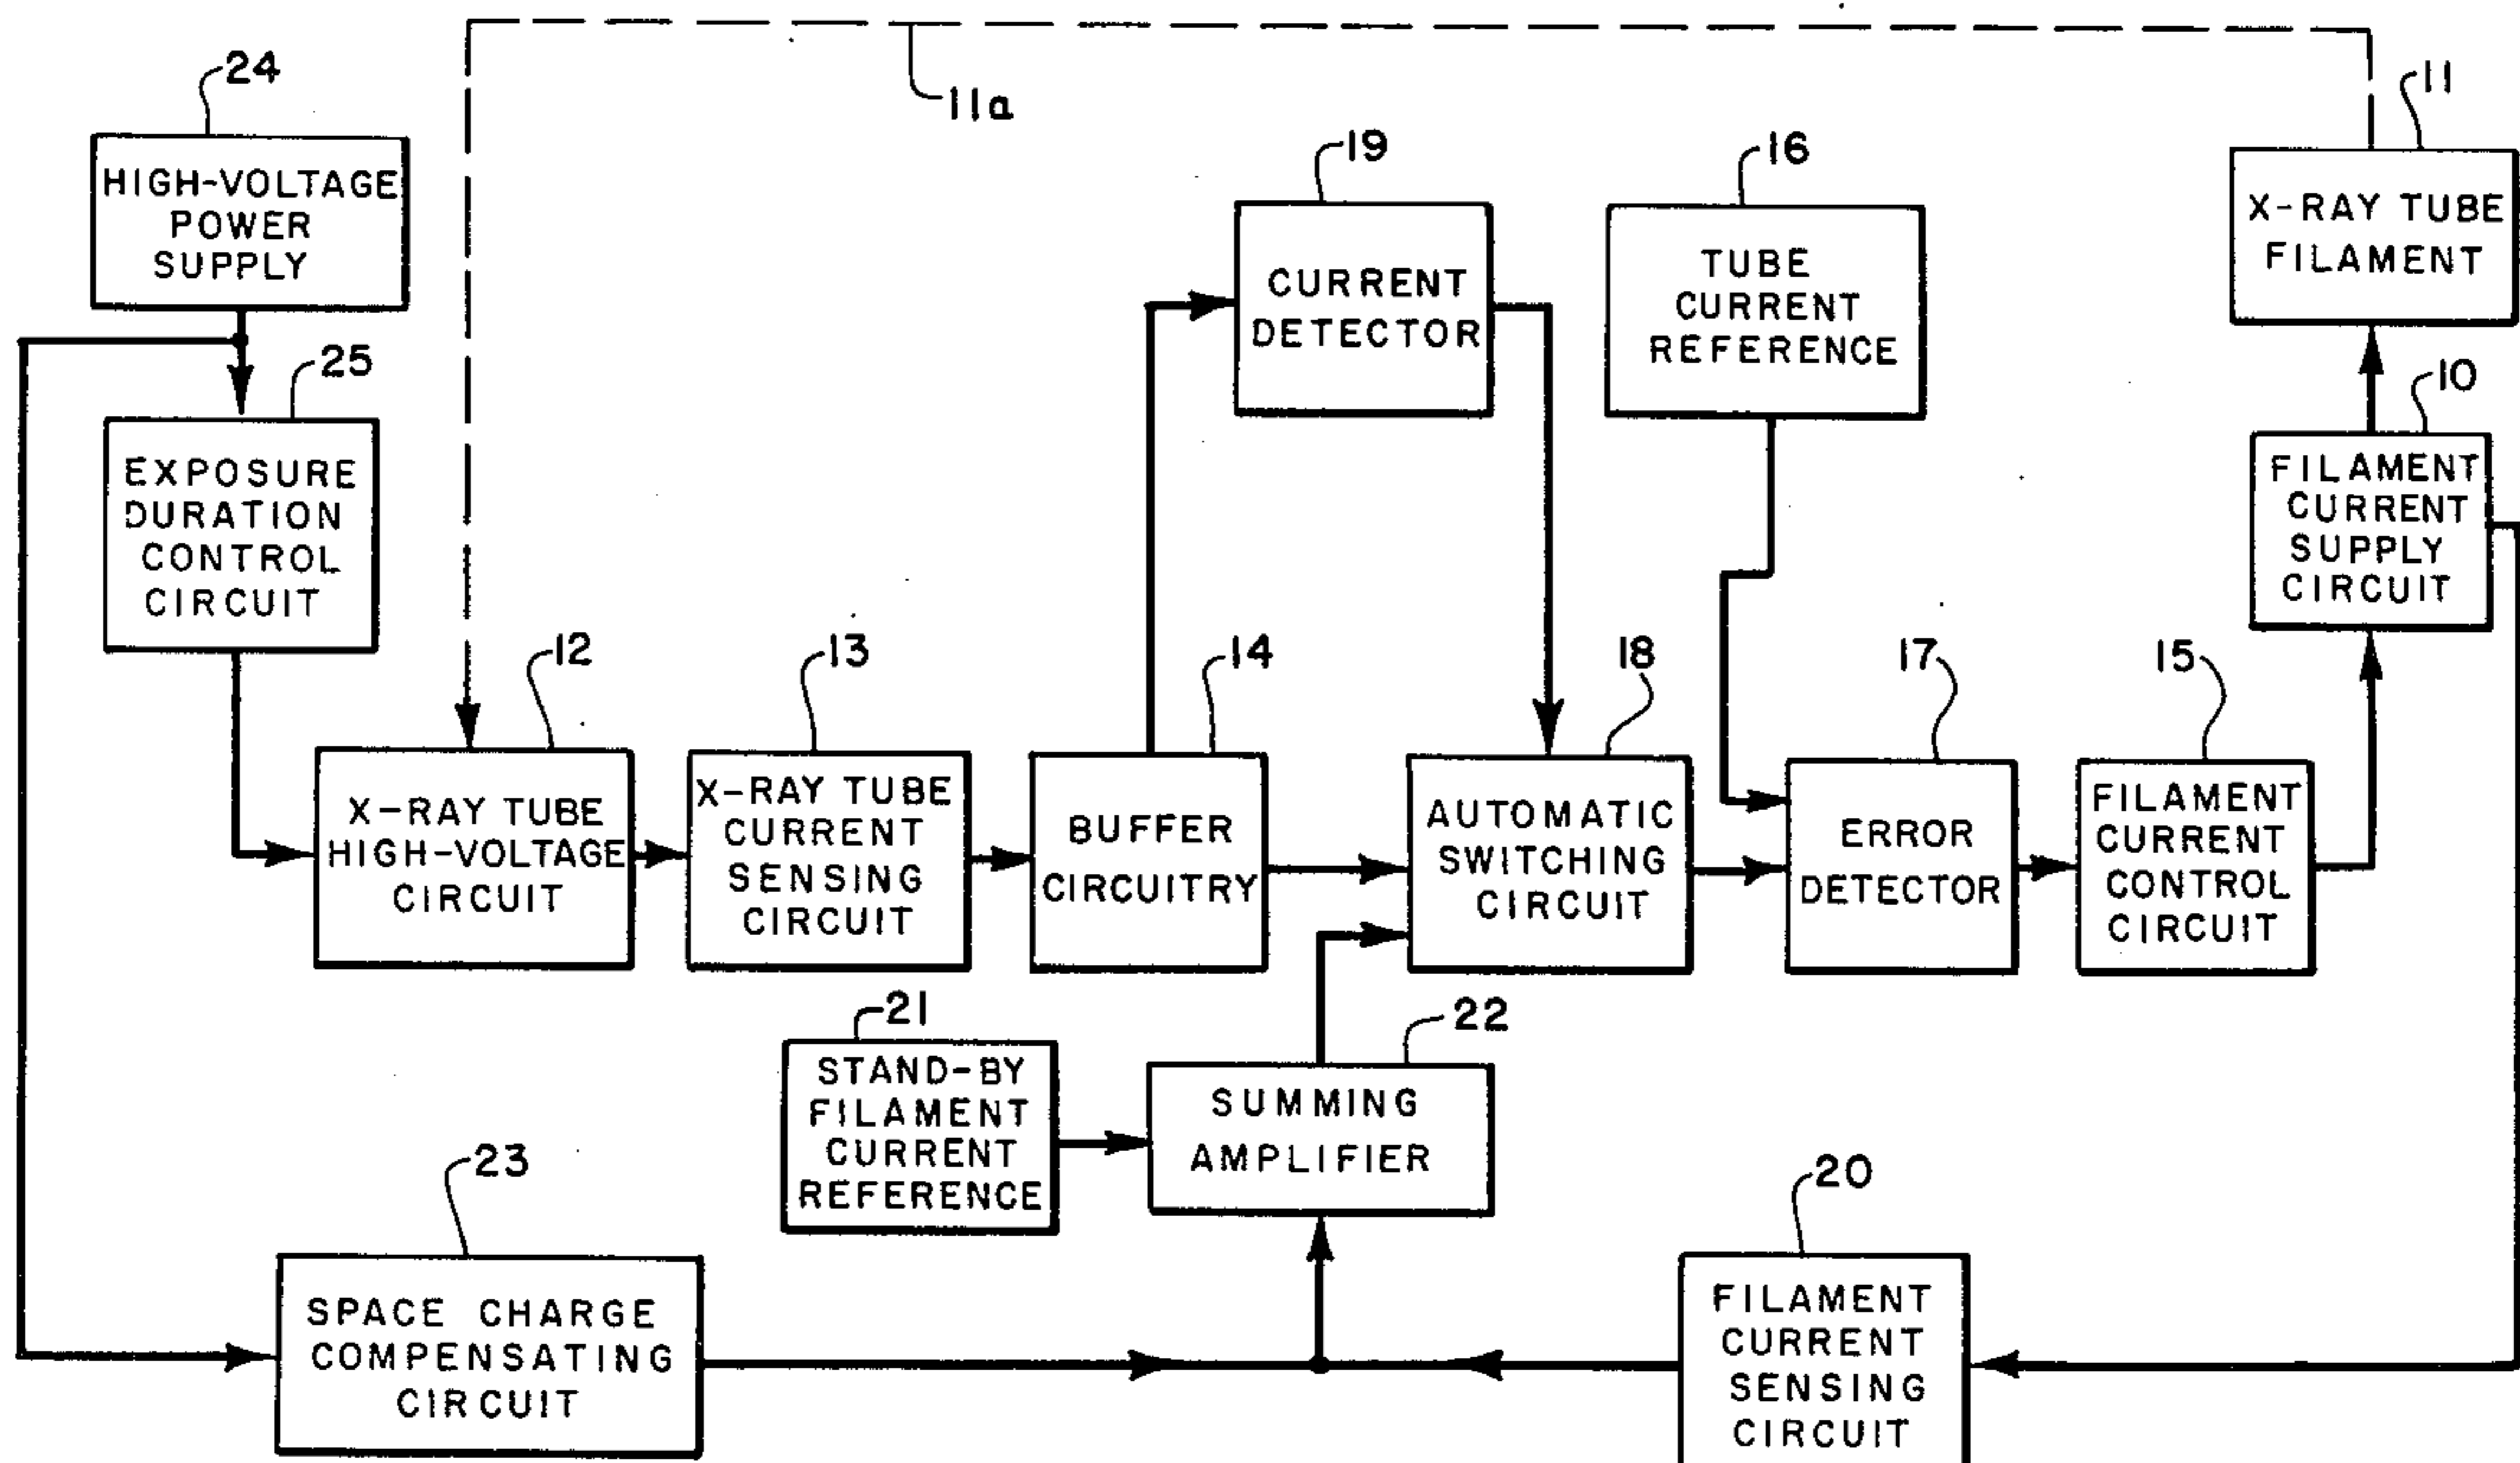 11a
24
HIGH-VOLTAGE
POWER
SUPPLY
19
CURRENT
DETECTOR
16
TUBE
CURRENT
REFERENCE
11
X-RAY TUBE
FILAMENT
25
EXPOSURE
DURATION
CONTROL
CIRCUIT
10
FILAMENT
CURRENT
SUPPLY
CIRCUIT
12
X-RAY TUBE
HIGH-VOLTAGE
CIRCUIT
13
X-RAY TUBE
CURRENT
SENSING
CIRCUIT
14
BUFFER
CIRCUITRY
18
AUTOMATIC
SWITCHING
CIRCUIT
17
ERROR
DETECTOR
15
FILAMENT
CURRENT
CONTROL
CIRCUIT
21
STAND-BY
FILAMENT
CURRENT
REFERENCE
22
SUMMING
AMPLIFIER
23
SPACE CHARGE
COMPENSATING
CIRCUIT
20
FILAMENT
CURRENT
SENSING
CIRCUIT